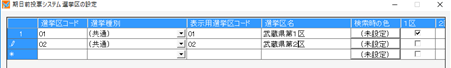 期日前投票システム 選挙区の設定
選挙区コード 選挙種別 表示用選挙区コード 選挙区名 検索時の色 1区
1 01 (共通) 01 武蔵県第1区 (未設定)
02 (共通) 02 武蔵県第2区 (未設定)
* (未設定)